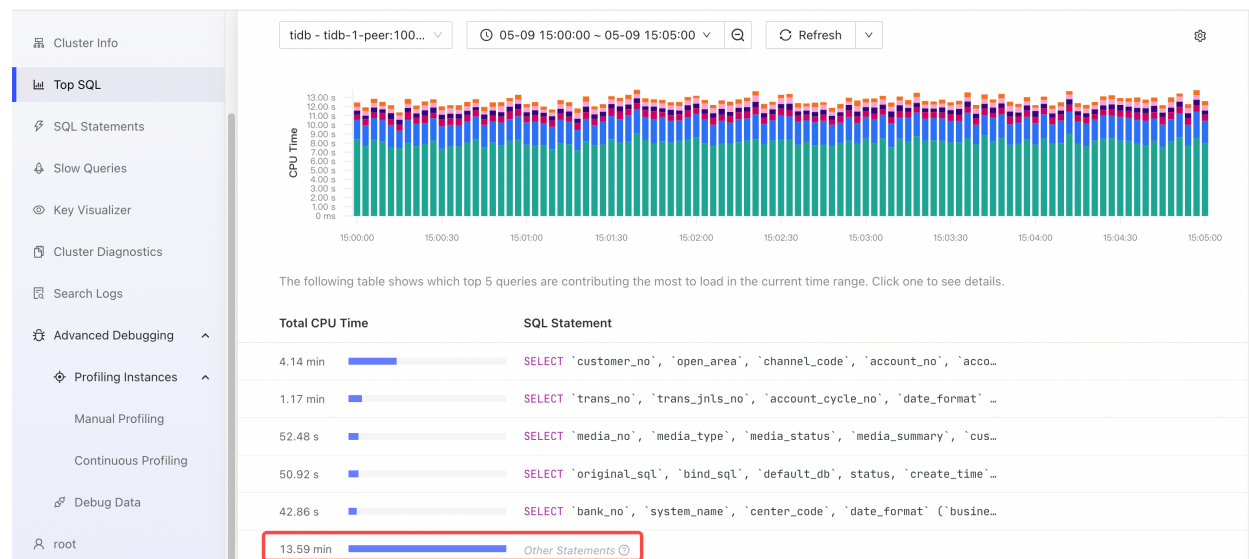 Cluster Info
Top SQL
SQL Statements
Slow Queries
Key Visualizer
Cluster Diagnostics
Search Logs
Advanced Debugging
Profiling Instances
Manual Profiling
Continuous Profiling
Debug Data
root
tidb - tidb-1-peer:100...
05-09 15:00:00 ~ 05-09 15:05:00
Refresh
CPU Time
13.00 s
12.00 s
11.00 s
10.00 s
9.00 s
8.00 s
7.00 s
6.00 s
5.00 s
4.00 s
3.00 s
2.00 s
1.00 s
0 ms
15:00:00 15:00:30 15:01:00 15:01:30 15:02:00 15:02:30 15:03:00 15:03:30 15:04:00 15:04:30 15:05:00
The following table shows which top 5 queries are contributing the most to load in the current time range. Click one to see details.
Total CPU Time SQL Statement
4.14 min SELECT `customer_no`, `open_area`, `channel_code`, `account_no`, `acco…
1.17 min SELECT `trans_no`, `trans_jnls_no`, `account_cycle_no`, `date_format` …
52.48 s SELECT `media_no`, `media_type`, `media_status`, `media_summary`, `cus…
50.92 s SELECT `original_sql`, `bind_sql`, `default_db`, status, `create_time`…
42.86 s SELECT `bank_no`, `system_name`, `center_code`, `date_format` (`busine…
13.59 min Other Statements